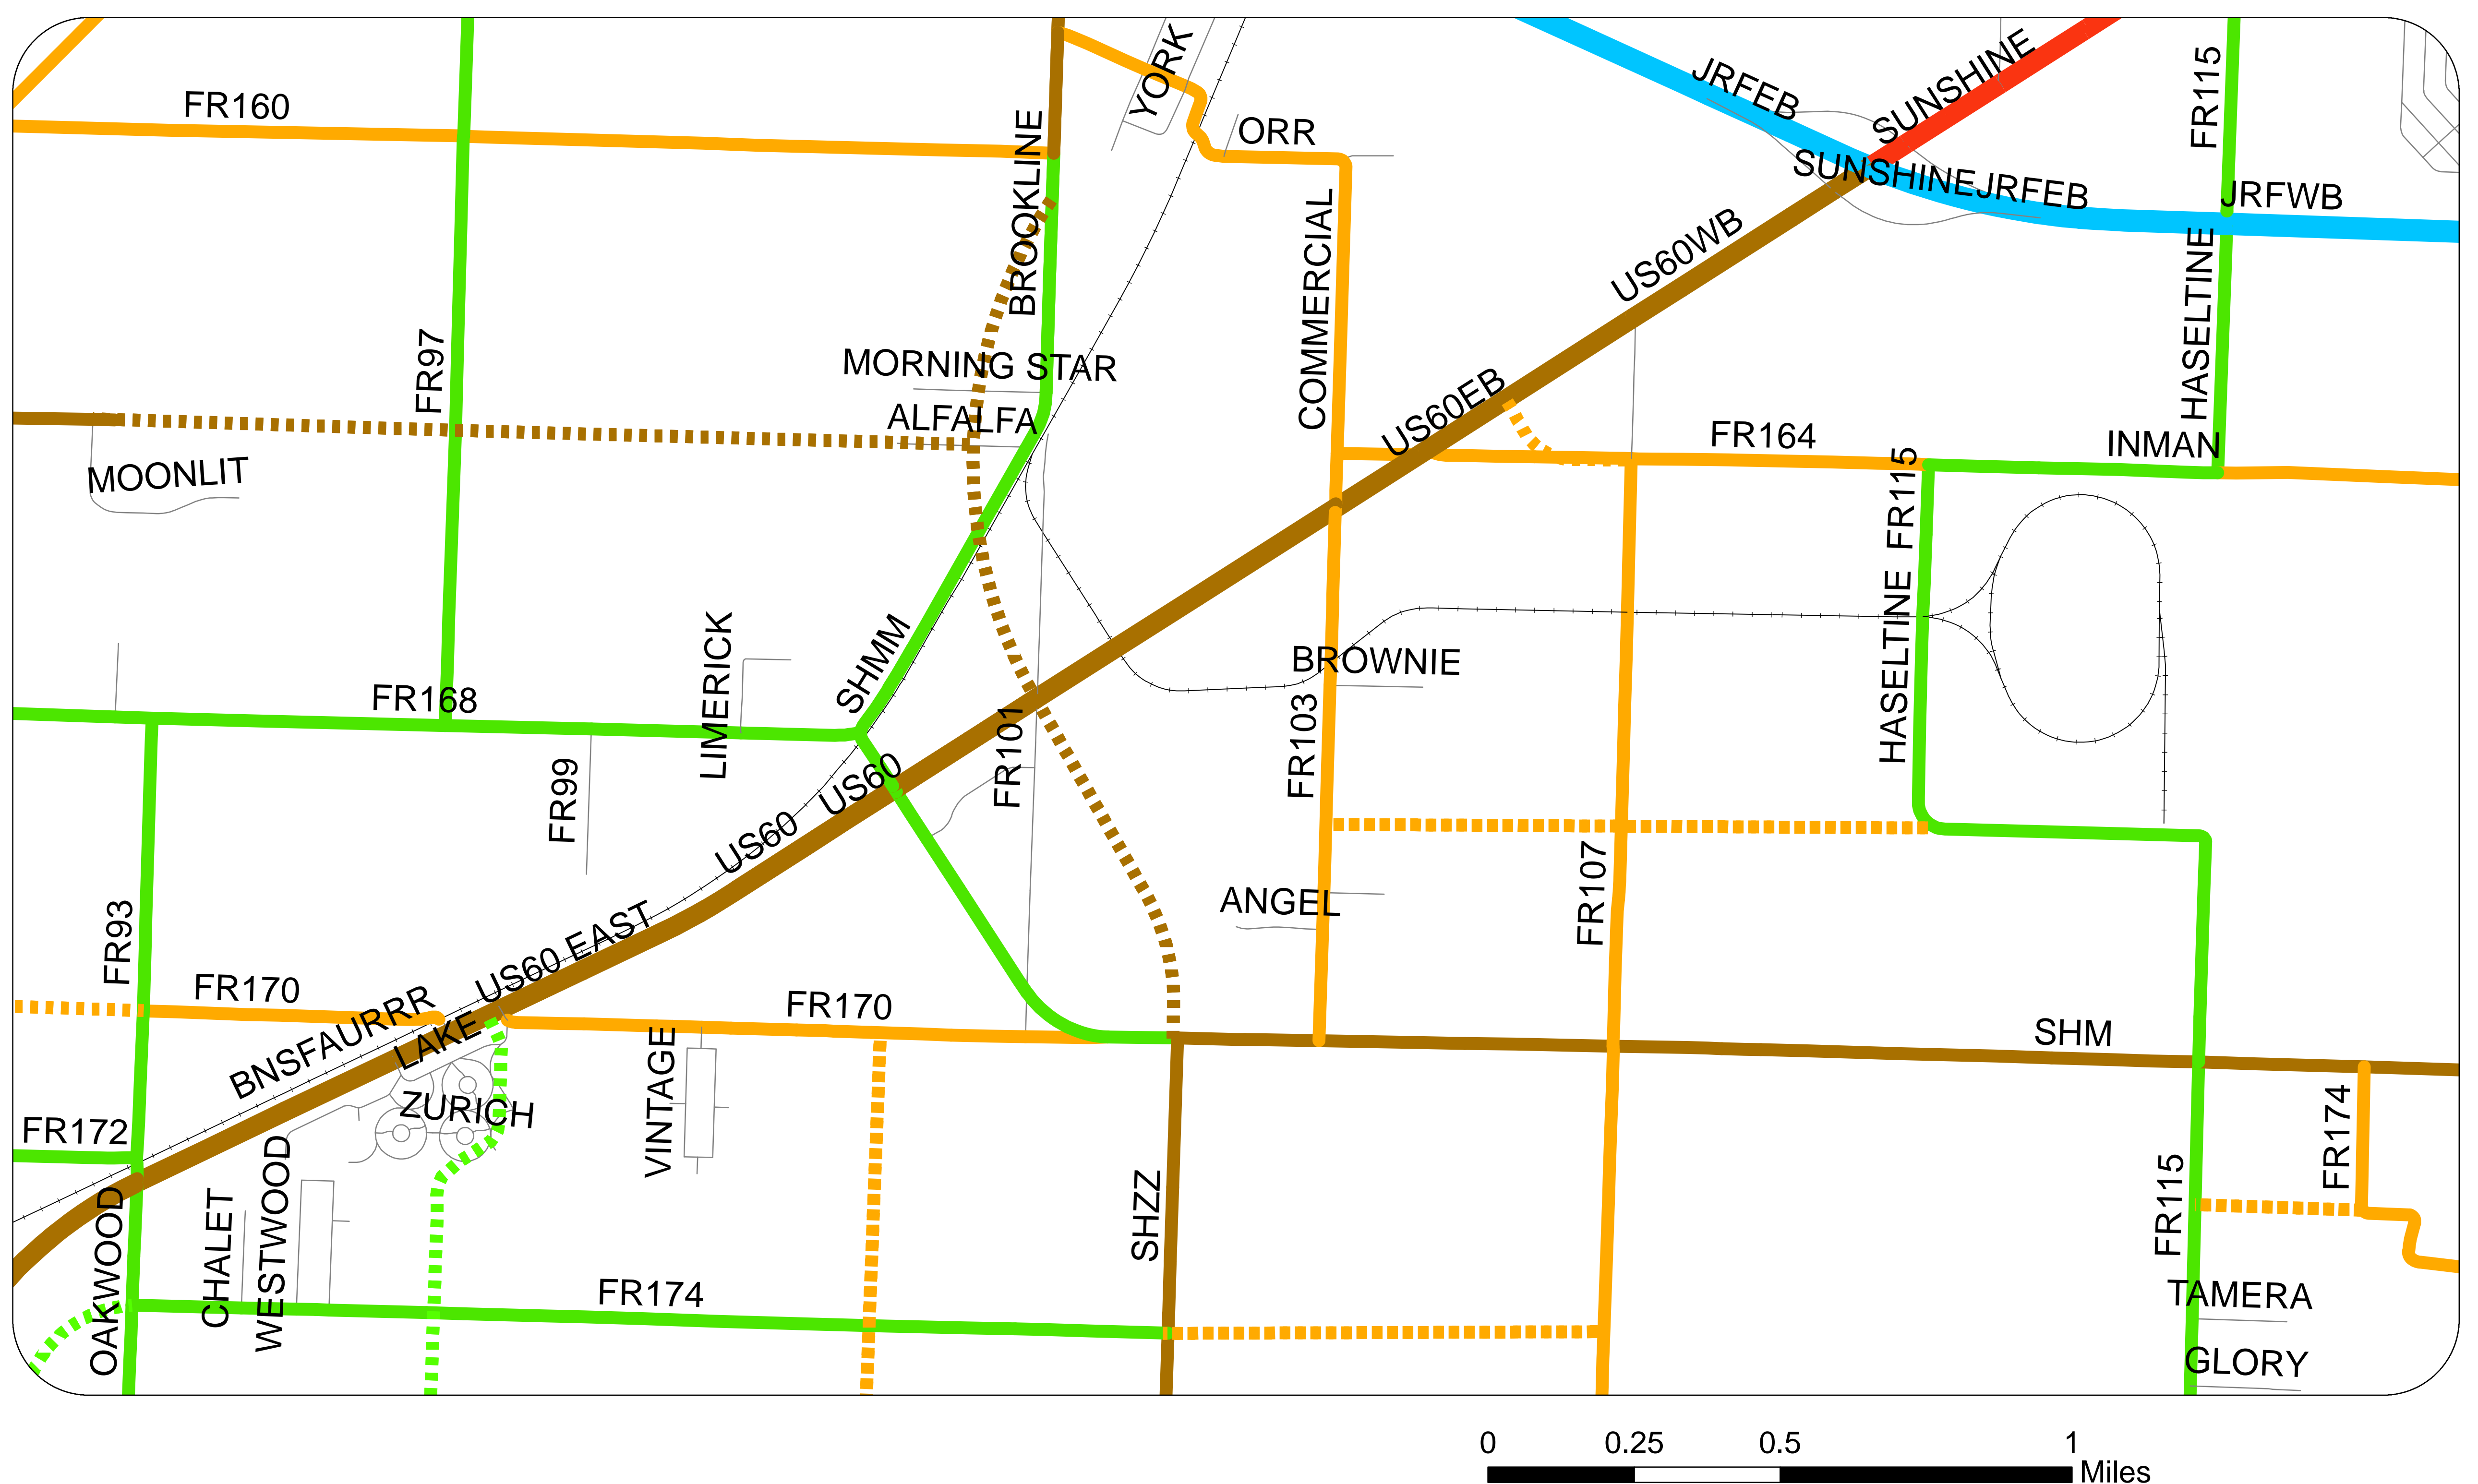 YORK
SUNSHINE
JRFEB
FR115
FR160
BROOKLINE
ORR
SUNSHINE
JRFEB
JRFWB
COMMERCIAL
US60WB
HASELTINE
FR97
MORNING STAR
ALFALFA
US60EB
FR164
INMAN
MOONLIT
FR115
HASELTINE
LIMERICK
SHMM
BROWNIE
FR168
FR103
FR101
FR99
US60
US60
FR107
ANGEL
FR93
US60 EAST
FR170
FR170
BNSFAURRR
LAKE
VINTAGE
SHM
ZURICH
FR172
FR174
WESTWOOD
CHALET
OAKWOOD
SHZZ
FR115
FR174
TAMERA
GLORY
0 0.25 0.5 1
Miles